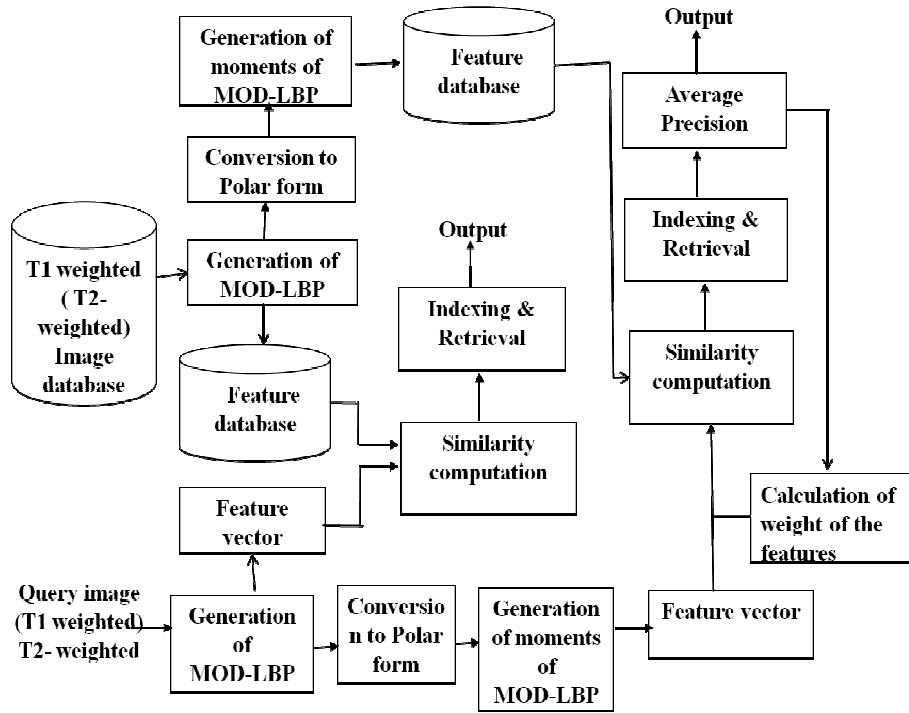 Generation of
moments of
MOD-LBP
Feature
database
Output
Average
Precision
Conversion to
Polar form
Indexing &
Retrieval
T1 weighted
( T2-
weighted)
Image
database
Generation of
MOD-LBP
Output
Indexing &
Retrieval
Similarity
computation
Feature
database
Similarity
computation
Feature
vector
Calculation of
weight of the
features
Query image
(T1 weighted)
T2- weighted
Generation
of
MOD-LBP
Conversio
n to Polar
form
Generation
of moments
of
MOD-LBP
Feature vector